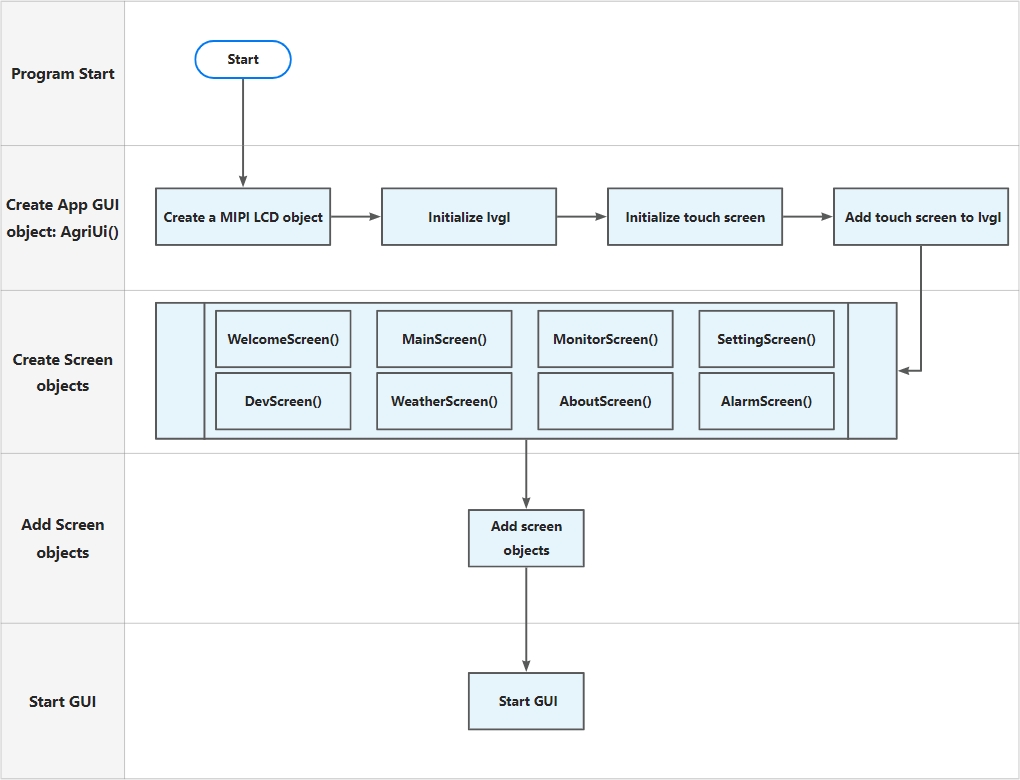 Program Start
Start
Create App GUI
object: AgriUi()
Create a MIPI LCD object
Initialize lvgl
Initialize touch screen
Add touch screen to lvgl
Create Screen
objects
WelcomeScreen()
MainScreen()
MonitorScreen()
SettingScreen()
DevScreen()
WeatherScreen()
AboutScreen()
AlarmScreen()
Add Screen
objects
Add screen
objects
Start GUI
Start GUI